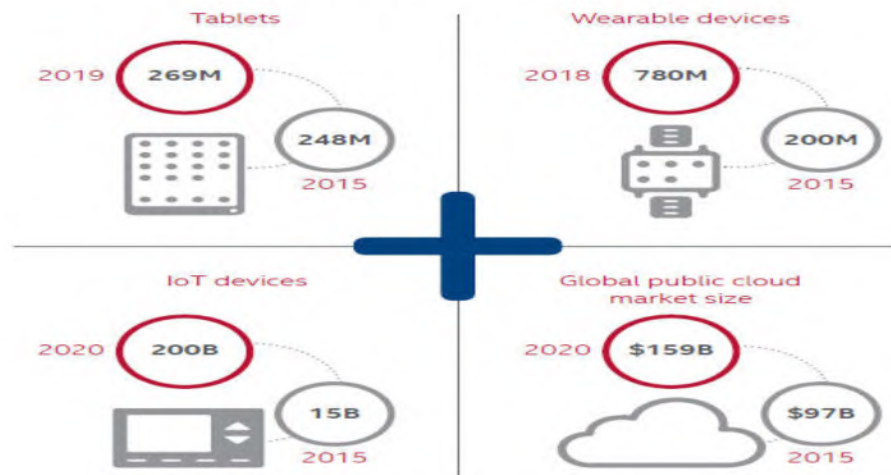 Tablets
2019
269M
248M
2015
Wearable devices
2018
780M
200M
2015
IoT devices
2020
200B
15B
2015
Global public cloud
market size
2020
$159B
$97B
2015